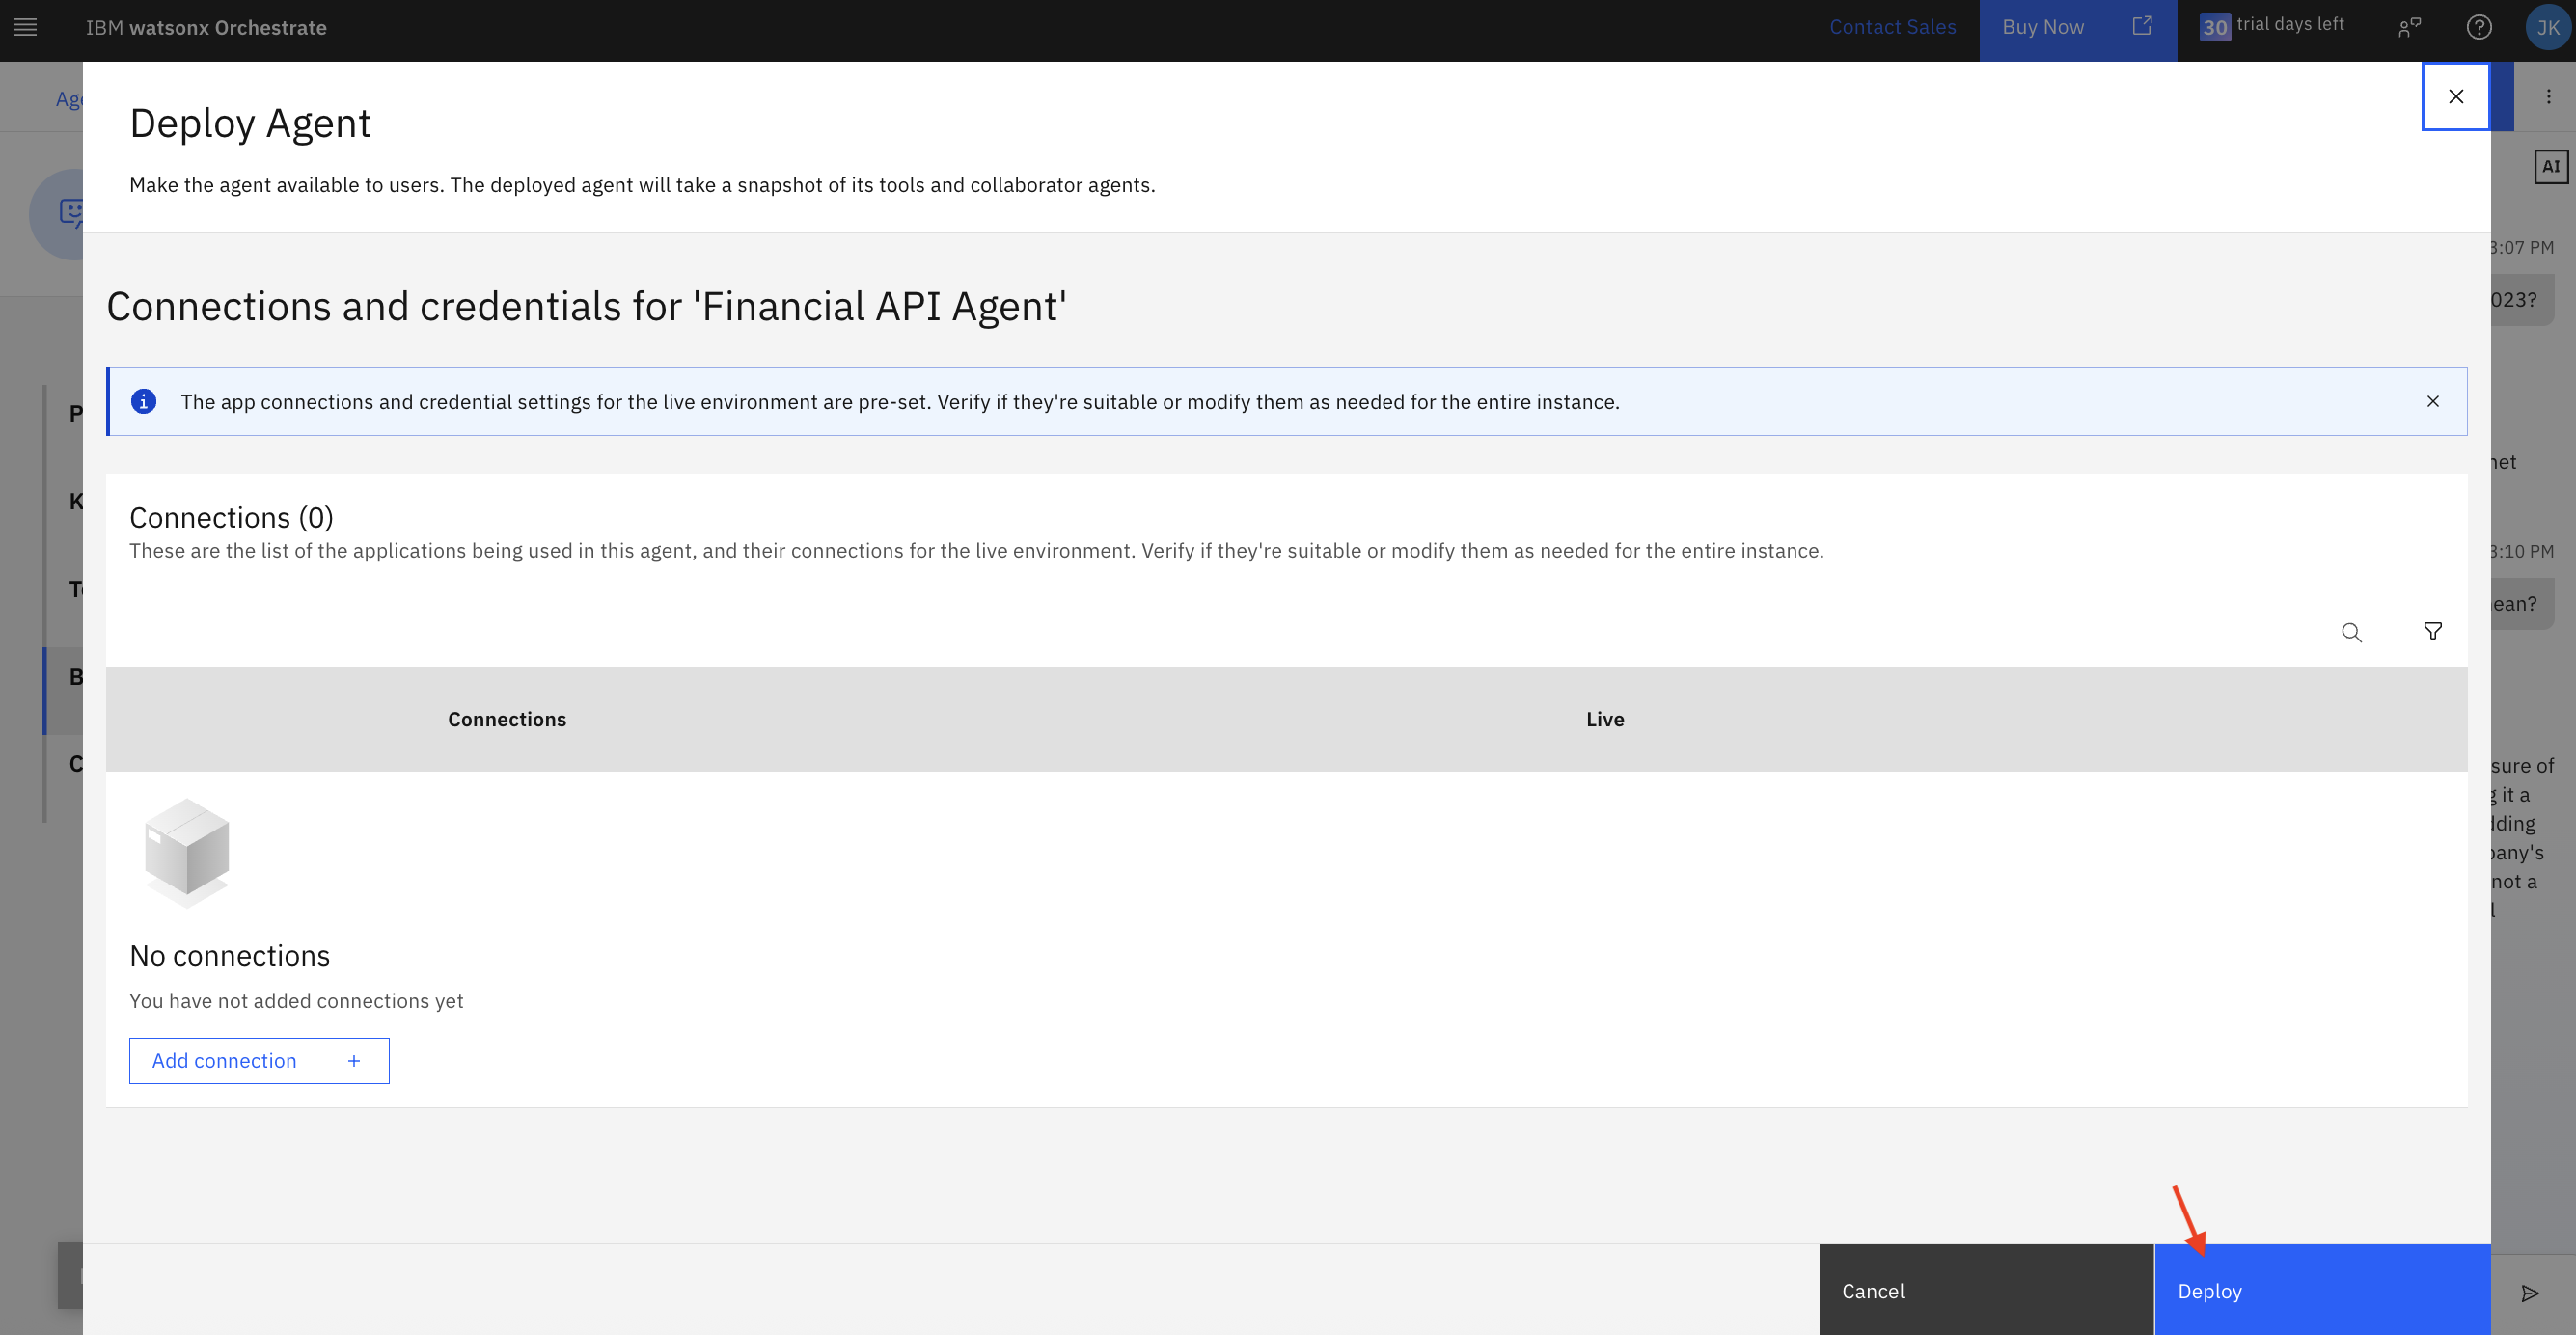 IBM watsonx Orchestrate
Contact Sales
Buy Now
30 trial days left
JK
Deploy Agent
Make the agent available to users. The deployed agent will take a snapshot of its tools and collaborator agents.
AI
Connections and credentials for 'Financial API Agent'
The app connections and credential settings for the live environment are pre-set. Verify if they're suitable or modify them as needed for the entire instance.
Connections (0)
These are the list of the applications being used in this agent, and their connections for the live environment. Verify if they're suitable or modify them as needed for the entire instance.
Connections Live
No connections
You have not added connections yet
Add connection +
Cancel
Deploy
3:07 PM
023?
3:10 PM
sure of
it a
not a